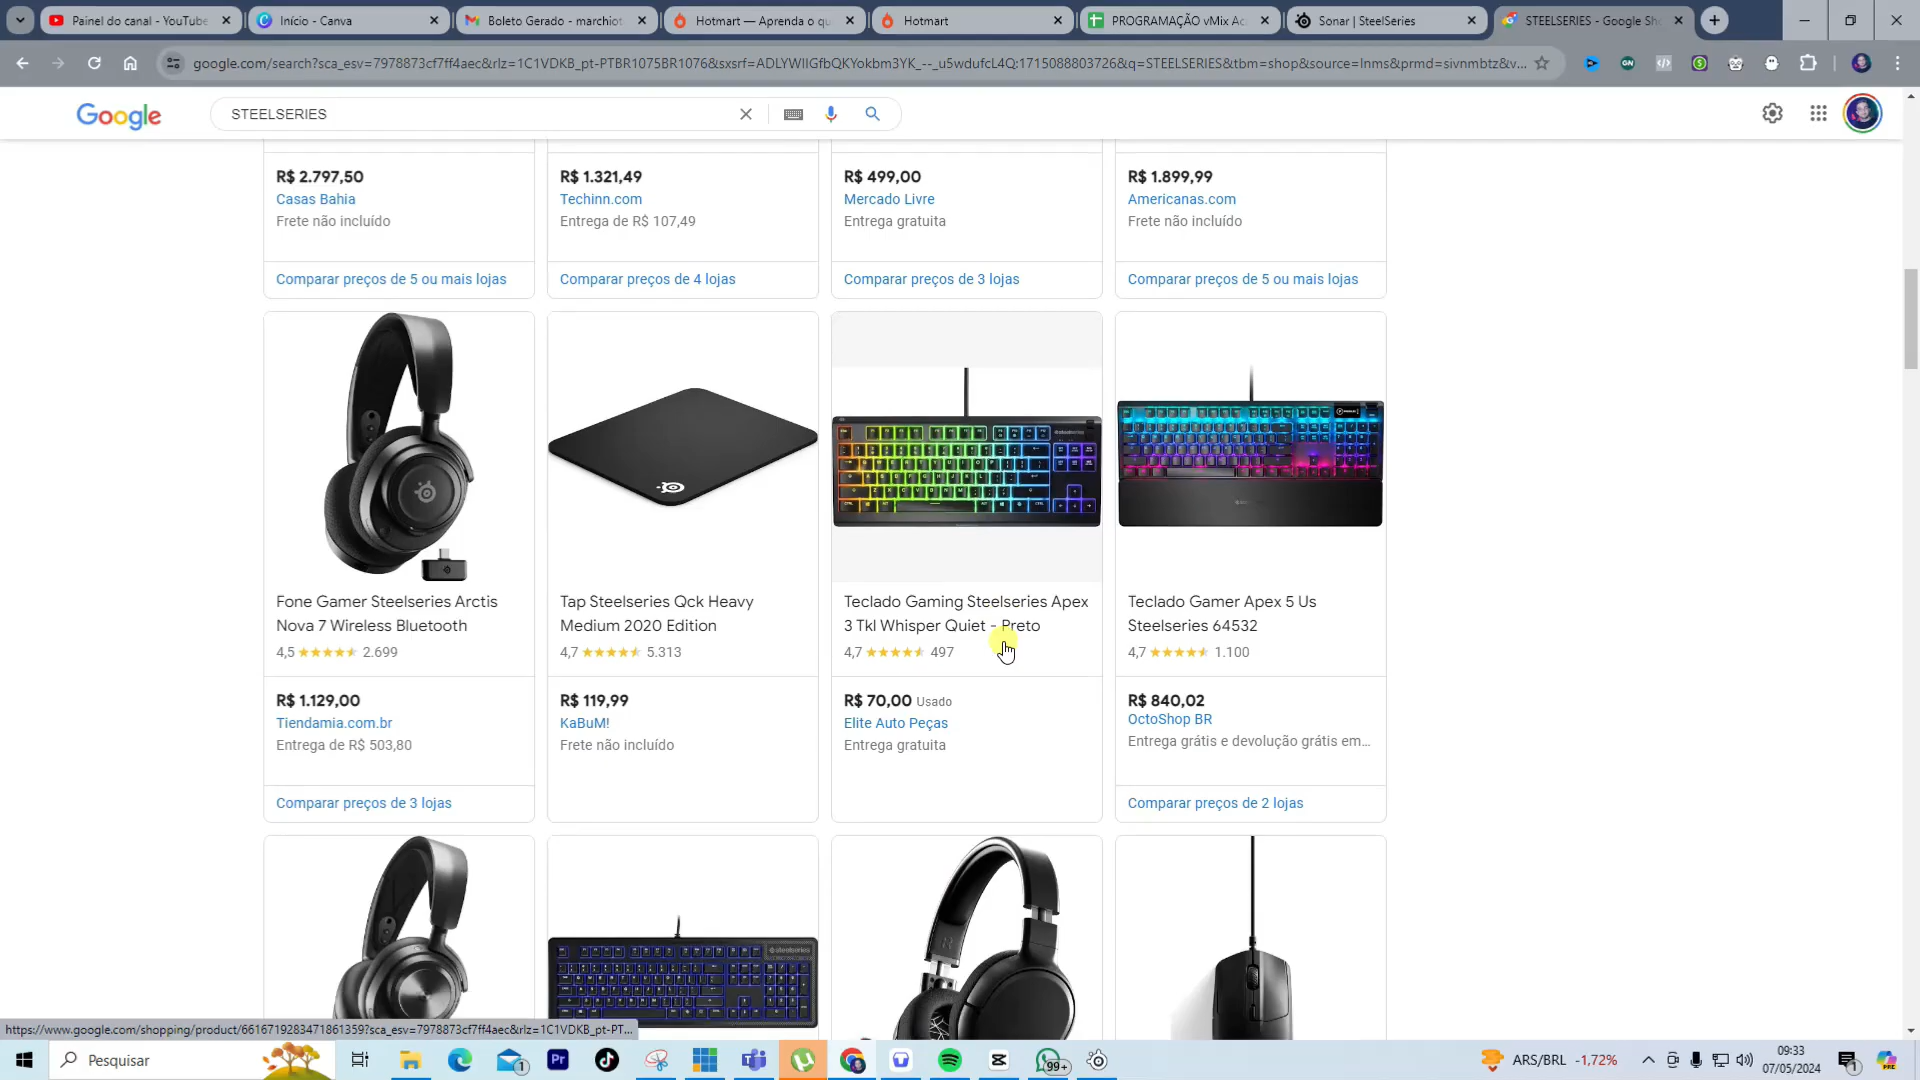 Painel do canal - YouTube
Início - Canva
Boleto Gerado - marchiot
Hotmart — Aprenda o qu
Hotmart
PROGRAMAÇÃO vMix Ac
Sonar | SteelSeries
STEELSERIES - Google Sho
google.com/search?sca_esv=7978873cf7ff4aec&rlz=1C1VDKB_pt-PTBR1075BR1076&sxsrf=ADLYWIIGfbQKYokbm3YK_--_u5wdufcL4Q:1715088803726&q=STEELSERIES&tbm=shop&source=lnms&prmd=sivnmbtz&v...
Google
STEELSERIES
R$ 2.797,50
Casas Bahia
Frete não incluído
Comparar preços de 5 ou mais lojas
R$ 1.321,49
Techinn.com
Entrega de R$ 107,49
Comparar preços de 4 lojas
R$ 499,00
Mercado Livre
Entrega gratuita
Comparar preços de 3 lojas
R$ 1.899,99
Americanas.com
Frete não incluído
Comparar preços de 5 ou mais lojas
Fone Gamer Steelseries Arctis
Nova 7 Wireless Bluetooth
4,5 2.699
R$ 1.129,00
Tiendamia.com.br
Entrega de R$ 503,80
Comparar preços de 3 lojas
Tap Steelseries Qck Heavy
Medium 2020 Edition
4,7 5.313
R$ 119,99
KaBuM!
Frete não incluído
Teclado Gaming Steelseries Apex
3 Tkl Whisper Quiet - Preto
4,7 497
R$ 70,00 Usado
Elite Auto Peças
Entrega gratuita
Teclado Gamer Apex 5 Us
Steelseries 64532
4,7 1.100
R$ 840,02
OctoShop BR
Entrega grátis e devolução grátis em...
Comparar preços de 2 lojas
https://www.google.com/shopping/product/6616719283471861359?sca_esv=7978873cf7ff4aec&rlz=1C1VDKB_pt-PT...
Pesquisar
1
Pr
99+
ARS/BRL -1,72%
09:33
07/05/2024
1